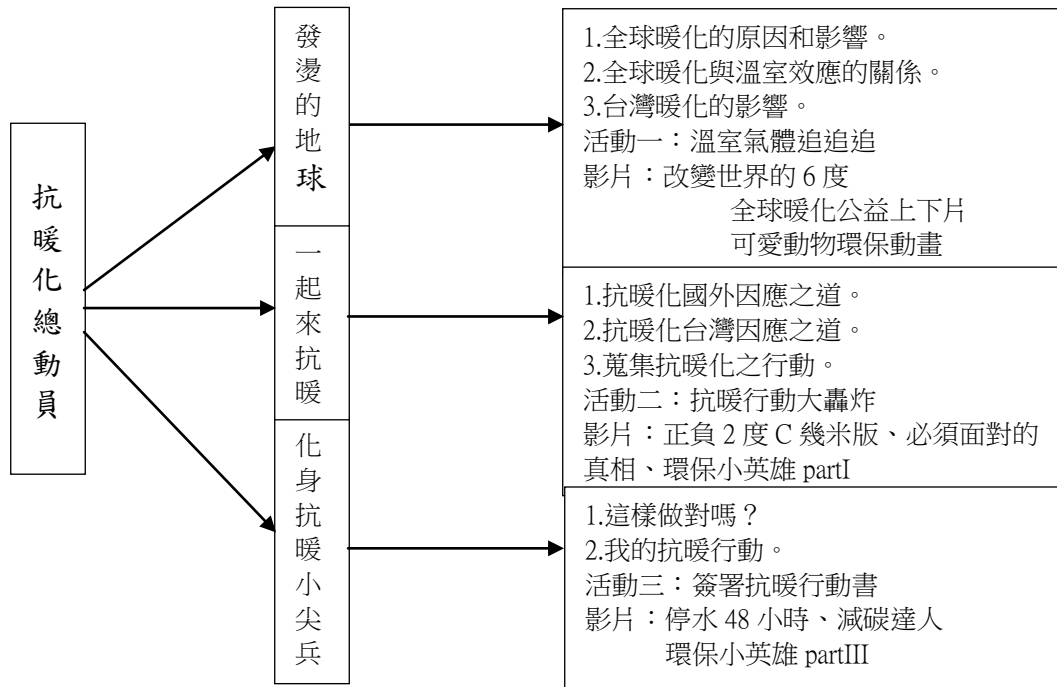 抗暖化總動員
發燙的地球
1.全球暖化的原因和影響。
2.全球暖化與溫室效應的關係。
3.台灣暖化的影響。
活動一：溫室氣體追追追
影片：改變世界的 6 度
全球暖化公益上下片
可愛動物環保動畫
一起來抗暖
1.抗暖化國外因應之道。
2.抗暖化台灣因應之道。
3.蒐集抗暖化之行動。
活動二：抗暖行動大轟炸
影片：正負 2 度 C 幾米版、必須面對的
真相、環保小英雄 partI
化身抗暖小尖兵
1.這樣做對嗎？
2.我的抗暖行動。
活動三：簽署抗暖行動書
影片：停水 48 小時、減碳達人
環保小英雄 partIII